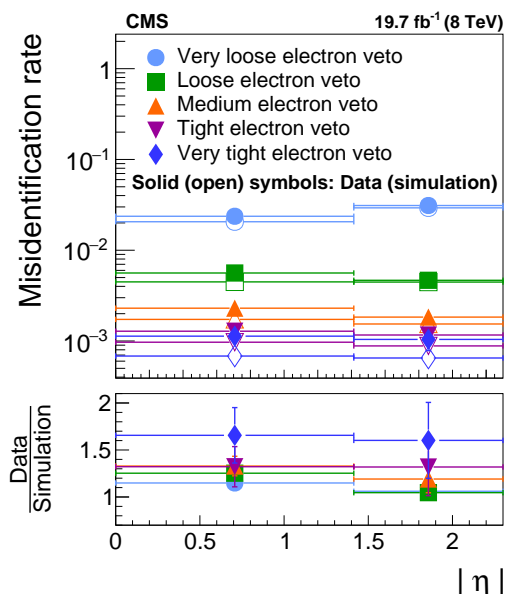 CMS 19.7 fb⁻¹ (8 TeV)
Very loose electron veto
Loose electron veto
Medium electron veto
Tight electron veto
Very tight electron veto
Solid (open) symbols: Data (simulation)
Misidentification rate
1
10⁻¹
10⁻²
10⁻³
Data
Simulation
2
1.5
1
0 0.5 1 1.5 2
| η |